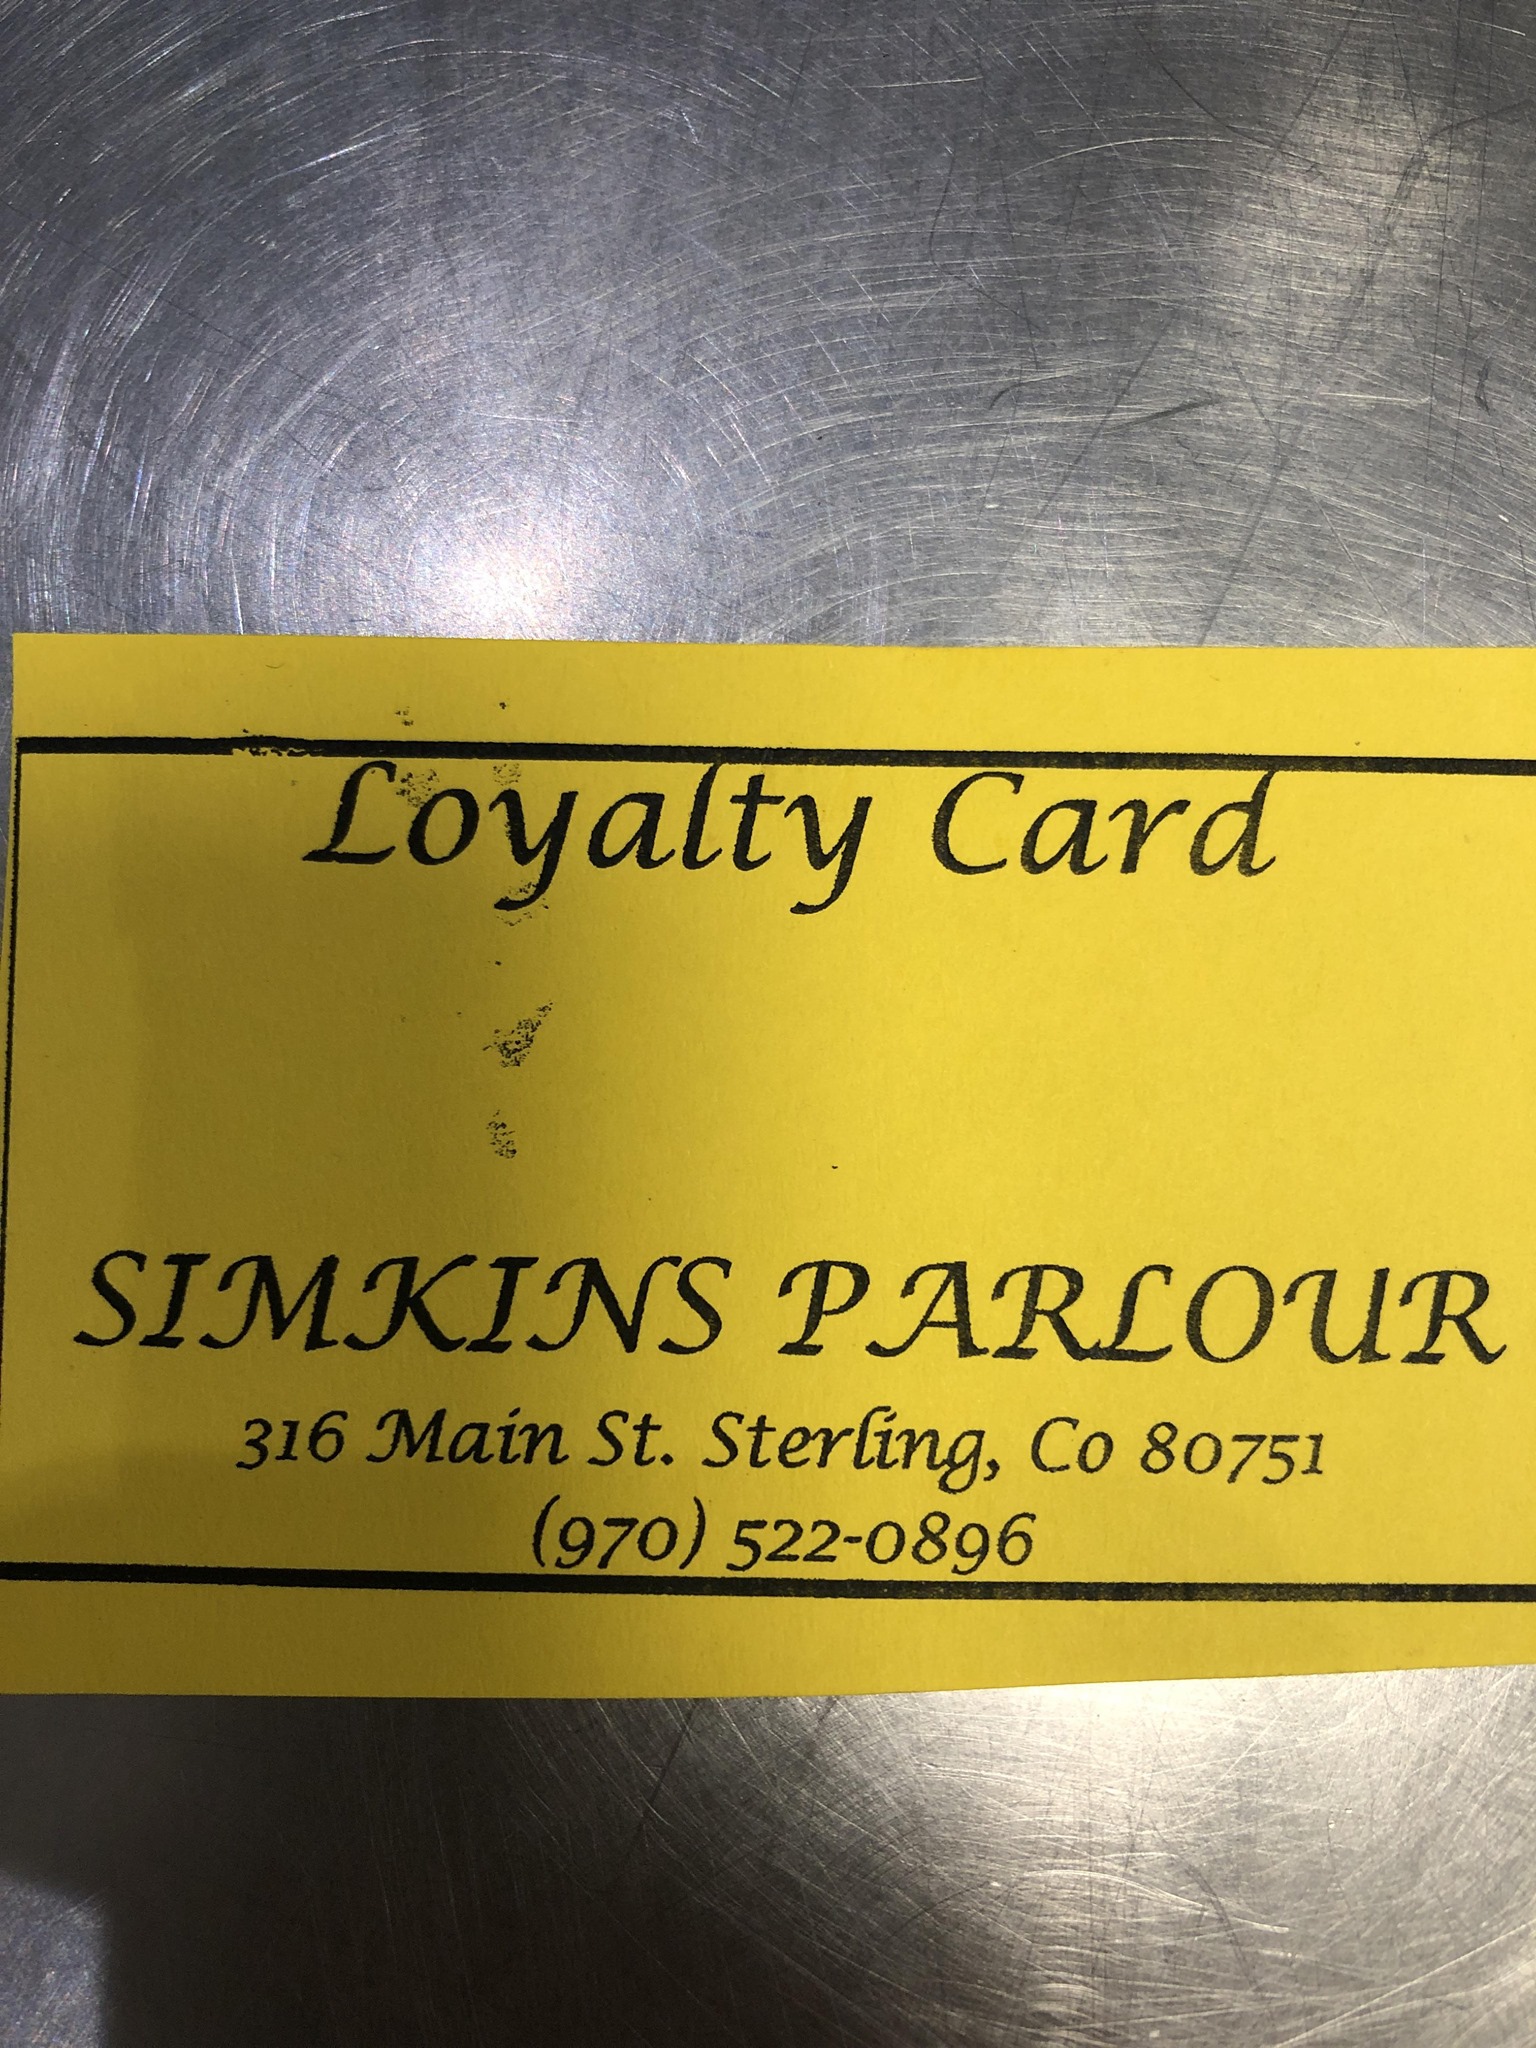 Loyalty Card
SIMKINS PARLOUR
316 Main St. Sterling, Co 80751
(970) 522-0896